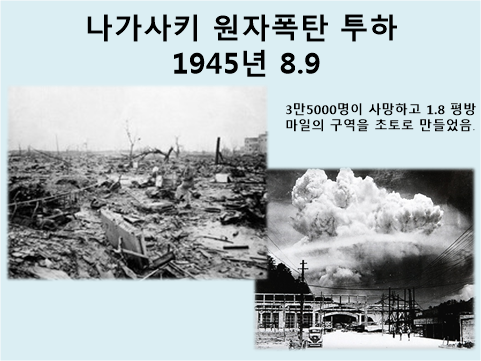 나가사키 원자폭탄 투하
1945년 8.9
3만5000명이 사망하고 1.8 평방
마일의 구역을 초토로 만들었음.